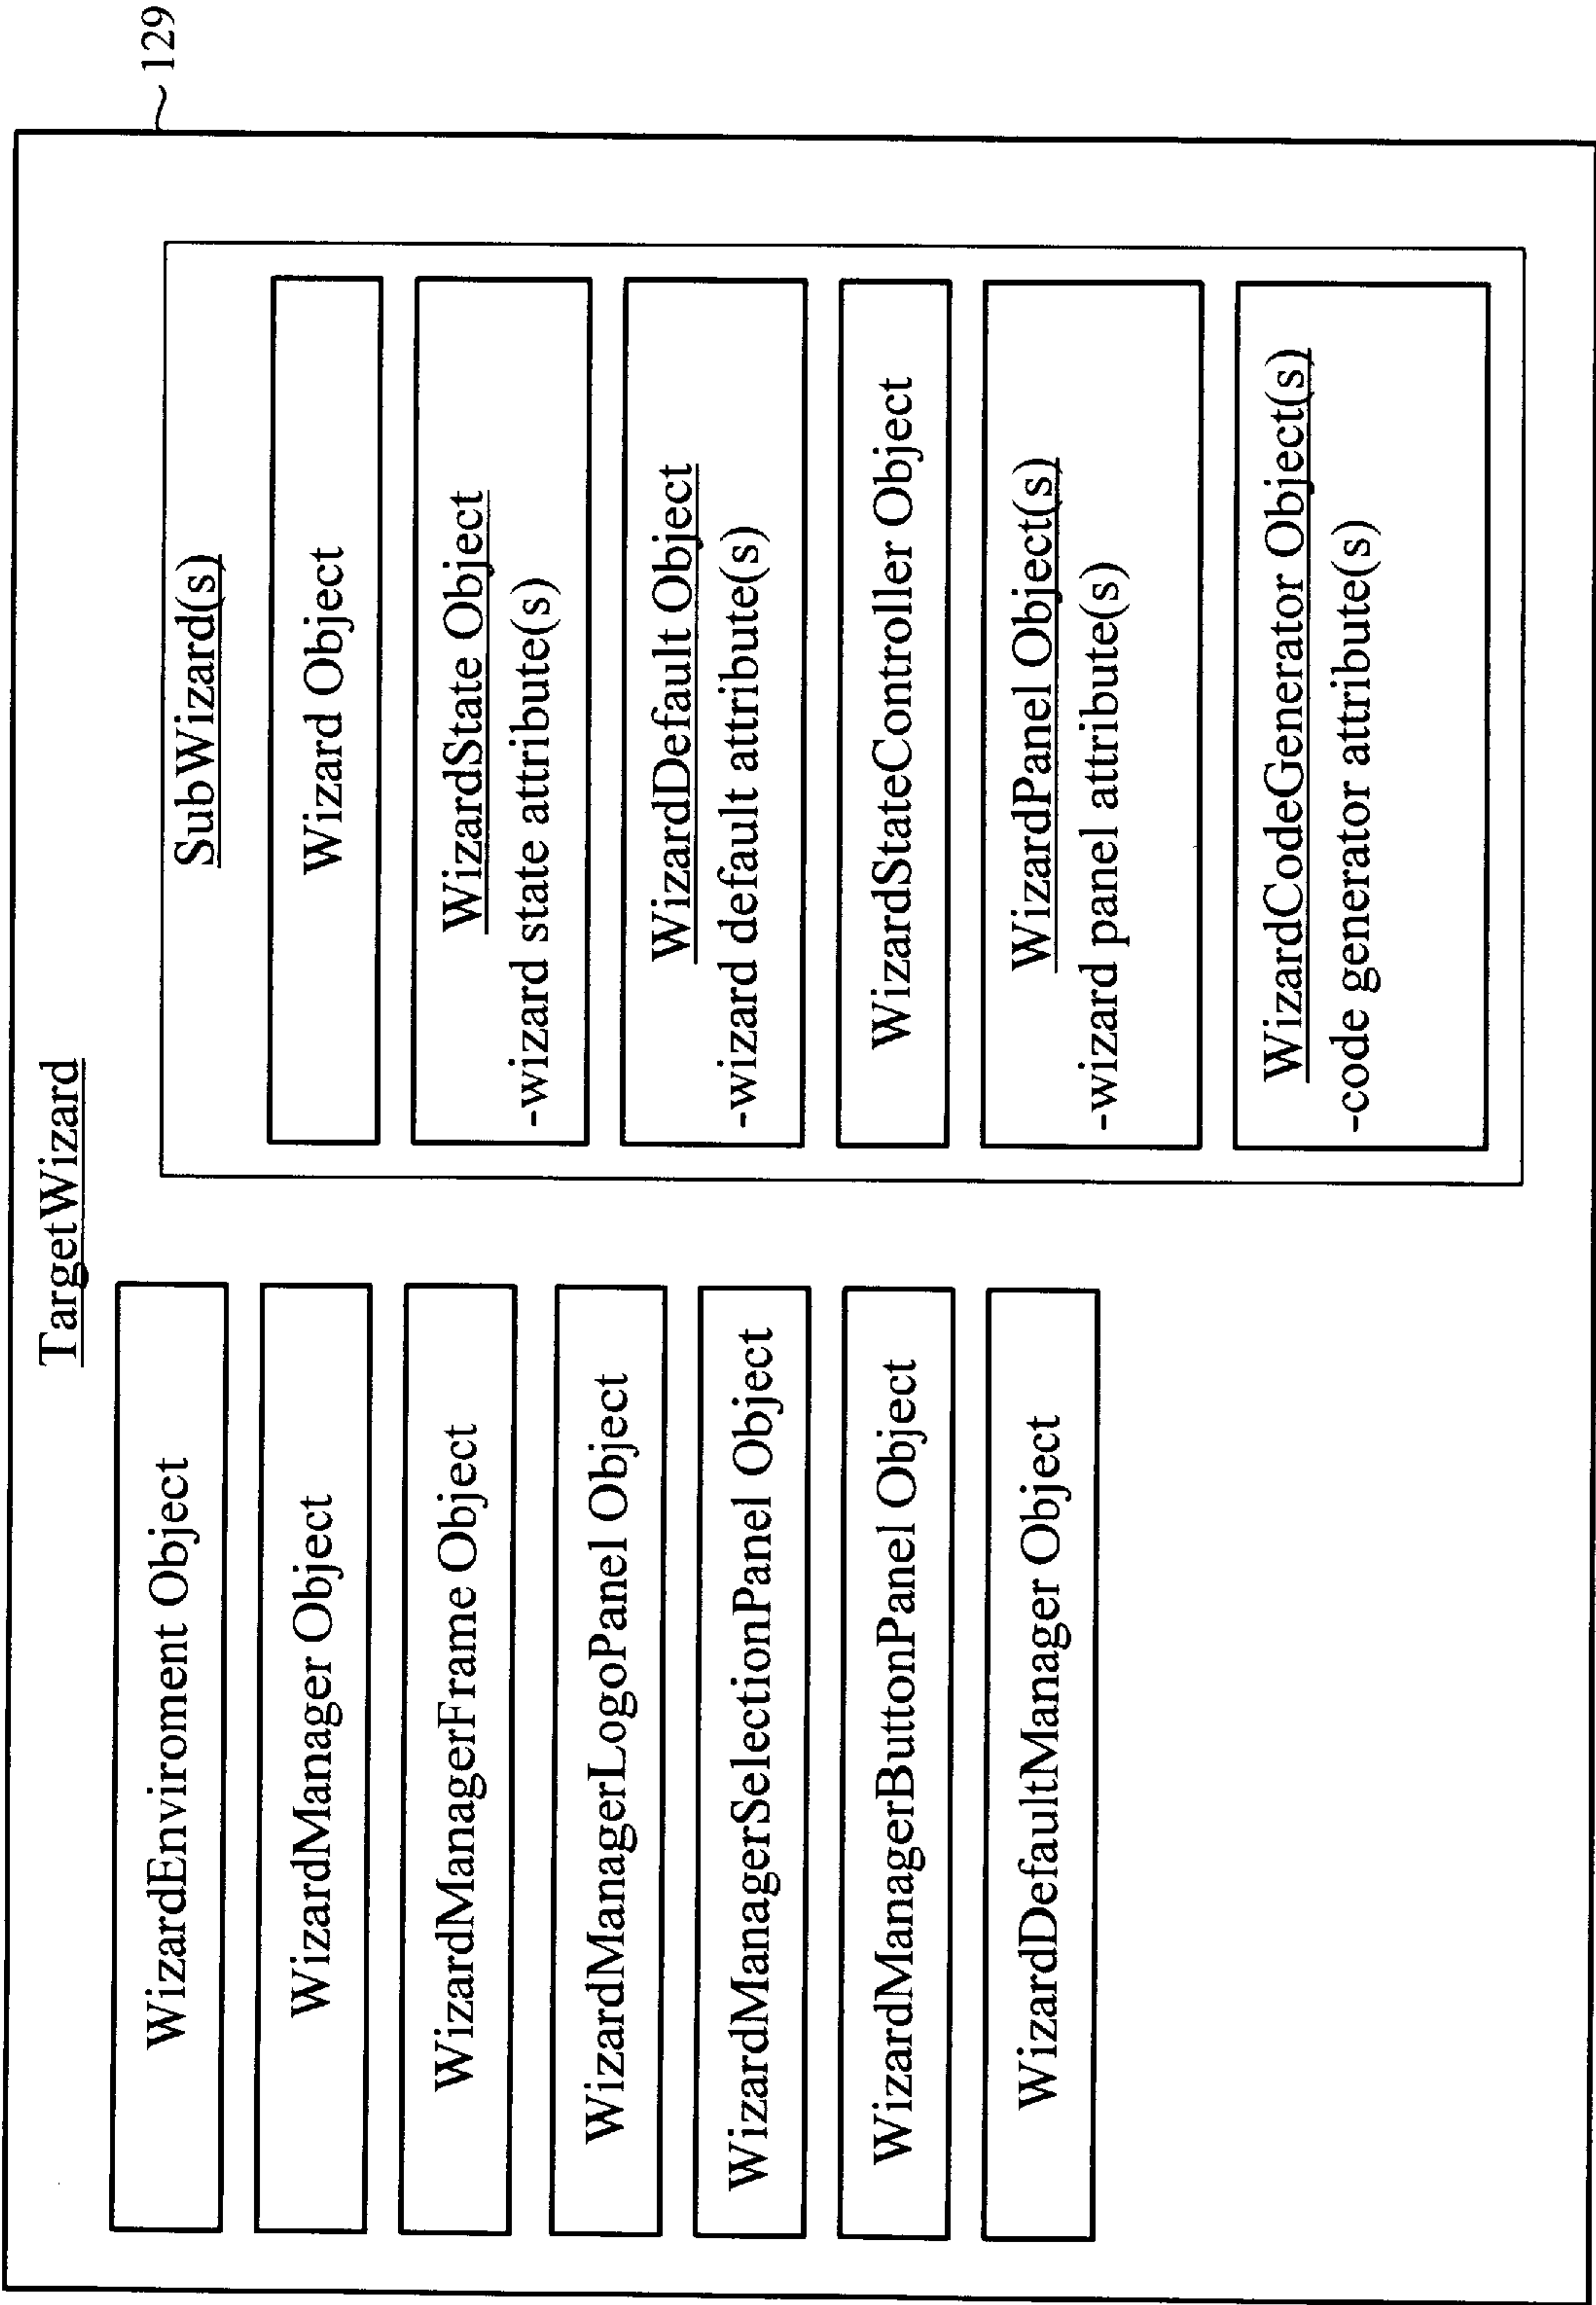 TargetWizard
129
WizardEnviroment Object
WizardManager Object
WizardManagerFrame Object
WizardManagerLogoPanel Object
WizardManagerSelectionPanel Object
WizardManagerButtonPanel Object
WizardDefaultManager Object
SubWizard(s)
Wizard Object
WizardState Object
-wizard state attribute(s)
WizardDefault Object
-wizard default attribute(s)
WizardStateController Object
WizardPanel Object(s)
-wizard panel attribute(s)
WizardCodeGenerator Object(s)
-code generator attribute(s)